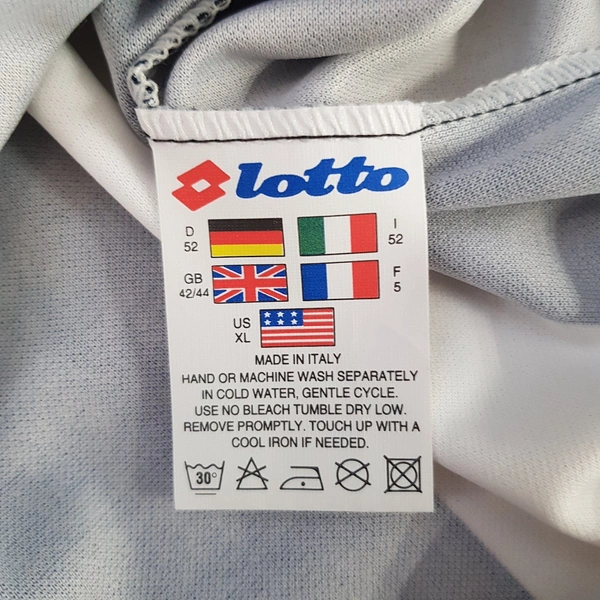 lotto
D
52
I
52
GB
42/44
F
5
US
XL
MADE IN ITALY
HAND OR MACHINE WASH SEPARATELY
IN COLD WATER, GENTLE CYCLE.
USE NO BLEACH TUMBLE DRY LOW.
REMOVE PROMPTLY. TOUCH UP WITH A
COOL IRON IF NEEDED.
30°